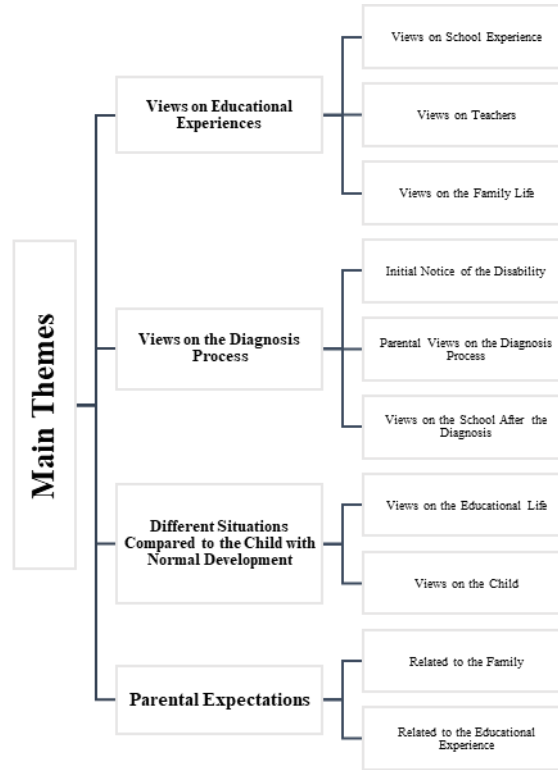 Main Themes
Views on Educational
Experiences
Views on School Experience
Views on Teachers
Views on the Family Life
Views on the Diagnosis
Process
Initial Notice of the Disability
Parental Views on the Diagnosis
Process
Views on the School After the
Diagnosis
Different Situations
Compared to the Child with
Normal Development
Views on the Educational Life
Views on the Child
Parental Expectations
Related to the Family
Related to the Educational
Experience